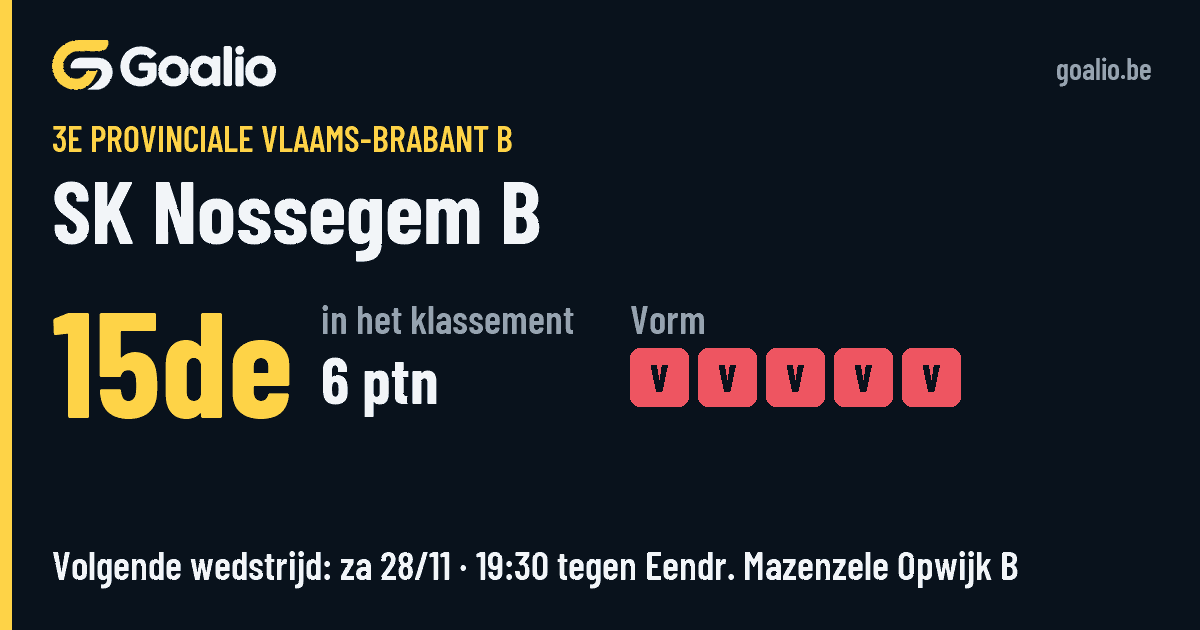 Goalio
goalio.be
3E PROVINCIALE VLAAMS-BRABANT B
SK Nossegem B
15de
in het klassement
6 ptn
Vorm
V V V V V
Volgende wedstrijd: za 28/11 · 19:30 tegen Eendr. Mazenzele Opwijk B